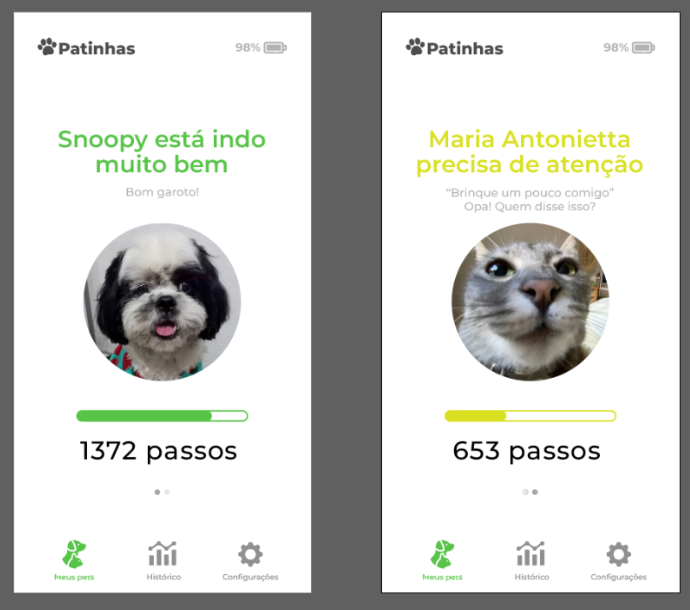 Patinhas
98%
Snoopy está indo
muito bem
Bom garoto!
1372 passos
Meus pets
Histórico
Configurações
Patinhas
98%
Maria Antonietta
precisa de atenção
“Brinque um pouco comigo”
Opa! Quem disse isso?
653 passos
Meus pets
Histórico
Configurações